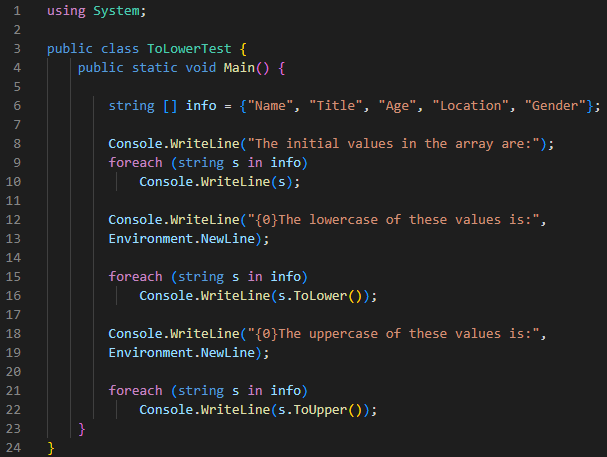 1 using System;
2
3 public class ToLowerTest {
4 public static void Main() {
5
6 string [] info = {"Name", "Title", "Age", "Location", "Gender"};
7
8 Console.WriteLine("The initial values in the array are:");
9 foreach (string s in info)
10 Console.WriteLine(s);
11
12 Console.WriteLine("{0}The lowercase of these values is:",
13 Environment.NewLine);
14
15 foreach (string s in info)
16 Console.WriteLine(s.ToLower());
17
18 Console.WriteLine("{0}The uppercase of these values is:",
19 Environment.NewLine);
20
21 foreach (string s in info)
22 Console.WriteLine(s.ToUpper());
23 }
24 }